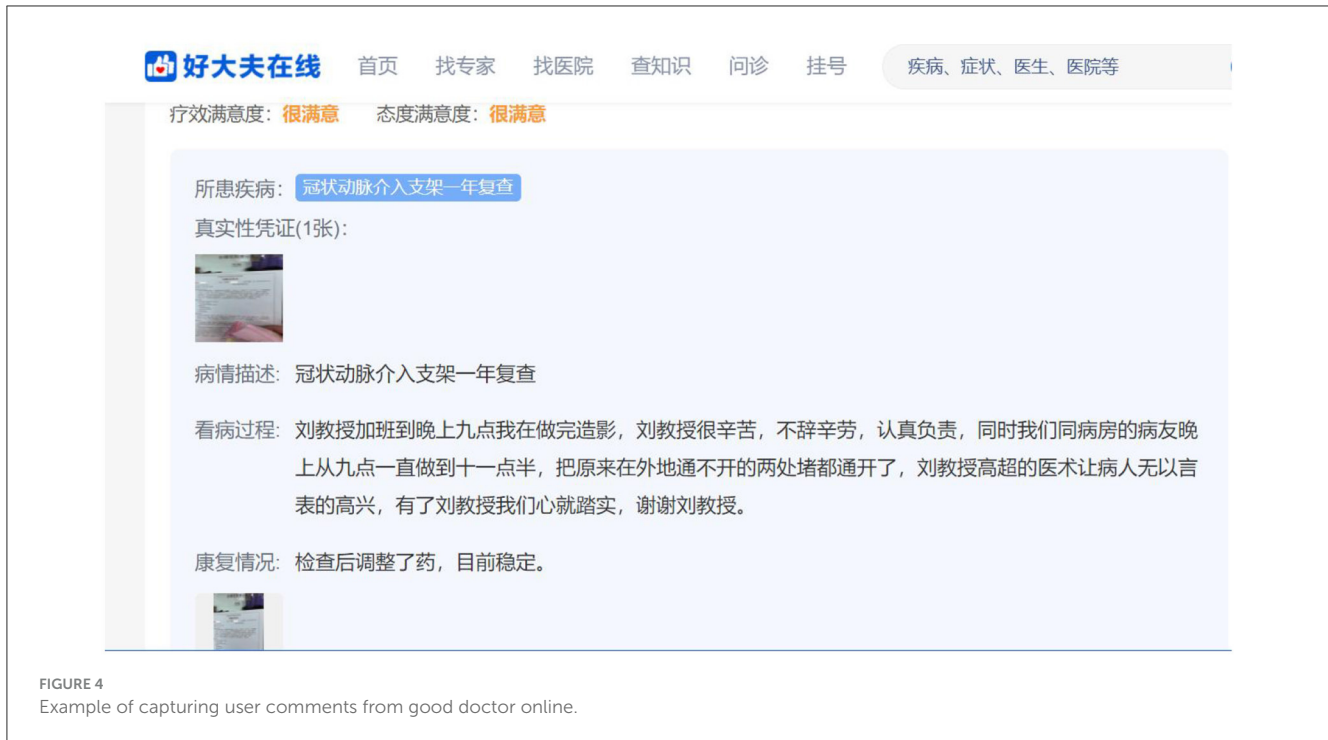 好大夫在线 首页 找专家 找医院 查知识 问诊 挂号 疾病、症状、医生、医院等
疗效满意度：很满意 态度满意度：很满意
所患疾病： 冠状动脉介入支架一年复查
真实性凭证(1张)：
病情描述: 冠状动脉介入支架一年复查
看病过程: 刘教授加班到晚上九点我在做完造影，刘教授很辛苦，不辞辛劳，认真负责，同时我们同病房的病友晚
上从九点一直做到十一点半，把原来在外地通不开的两处堵都通开了，刘教授高超的医术让病人无以言
表的高兴，有了刘教授我们心就踏实，谢谢刘教授。
康复情况: 检查后调整了药，目前稳定。
FIGURE 4
Example of capturing user comments from good doctor online.